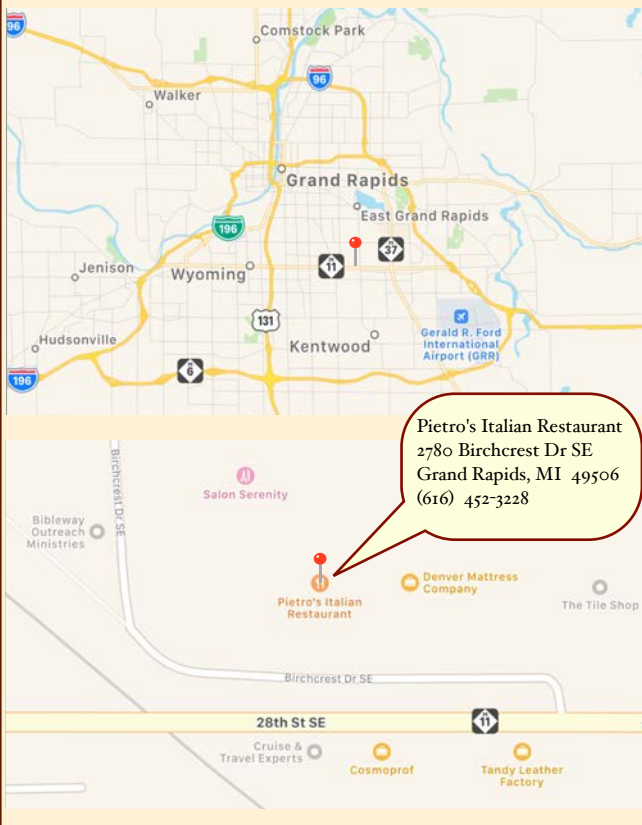 96
Comstock Park
96
Walker
Grand Rapids
East Grand Rapids
196
M
37
M
11
Jenison
Wyoming
131
Hudsonville
Kentwood
Gerald R. Ford
International
Airport (GRR)
M
6
196
Pietro's Italian Restaurant
2780 Birchcrest Dr SE
Grand Rapids, MI 49506
(616) 452-3228
Birchcrest Dr SE
Salon Serenity
Bibleway
Outreach
Ministries
Denver Mattress
Company
Pietro's Italian
Restaurant
The Tile Shop
Birchcrest Dr SE
28th St SE
M
11
Cruise &
Travel Experts
Cosmoprof
Tandy Leather
Factory